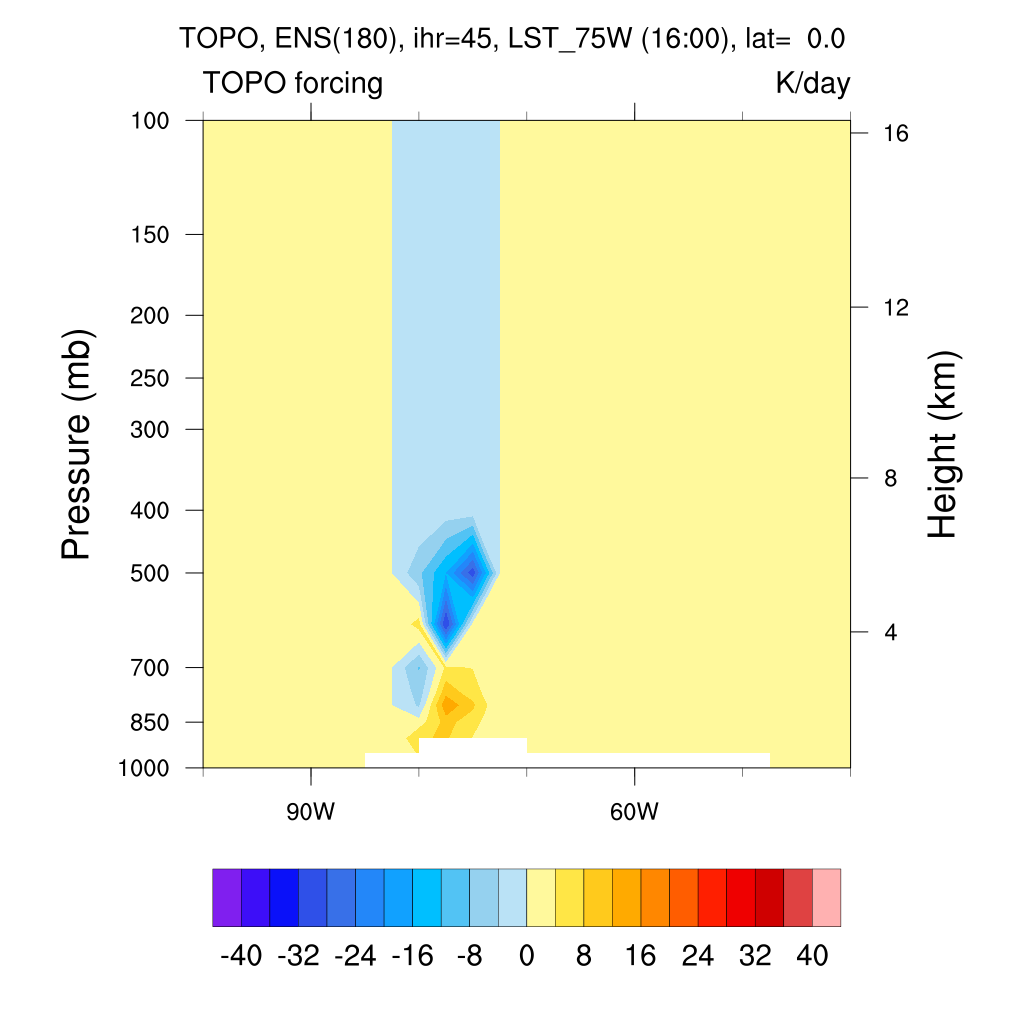 TOPO, ENS(180), ihr=45, LST_75W (16:00), lat=  0.0
TOPO forcing K/day
100
150
200
250
300
400
500
700
850
1000
Pressure (mb)
16
12
8
4
Height (km)
90W 60W
-40 -32 -24 -16 -8 0 8 16 24 32 40